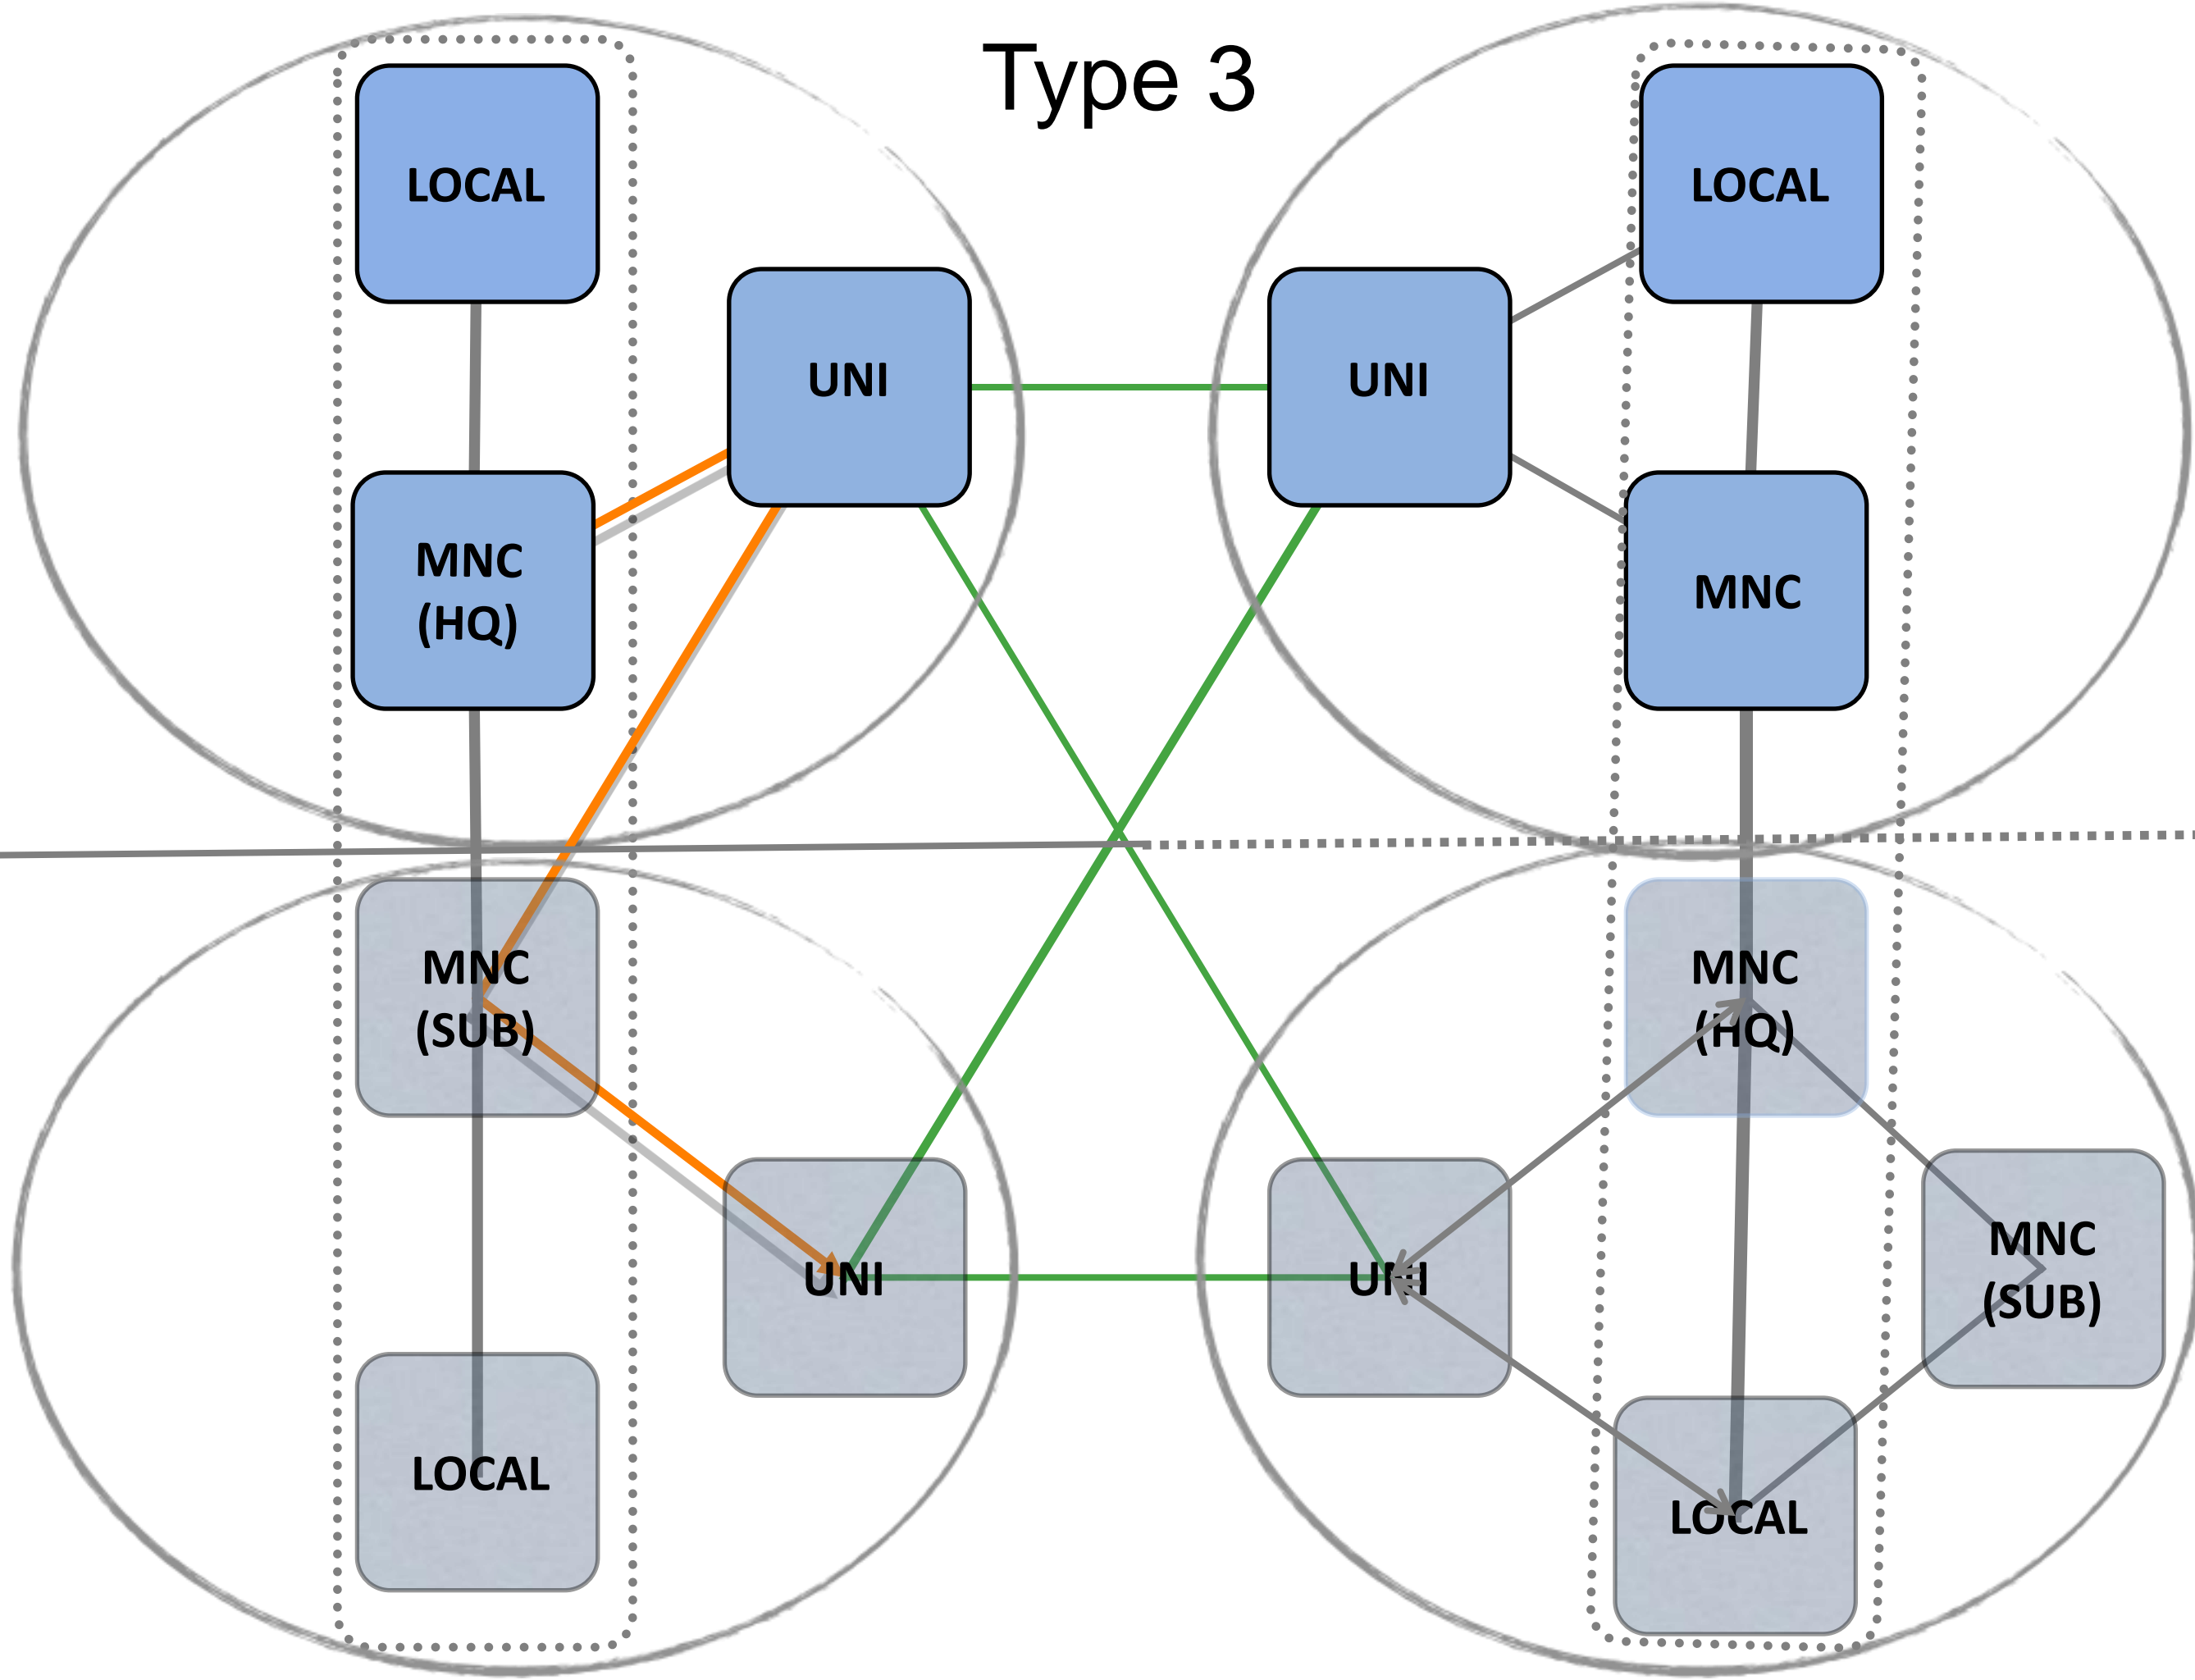 Type 3
LOCAL
LOCAL
UNI
UNI
MNC
(HQ)
MNC
MNC
(SUB)
MNC
(HQ)
UNI
UNI
MNC
(SUB)
LOCAL
LOCAL